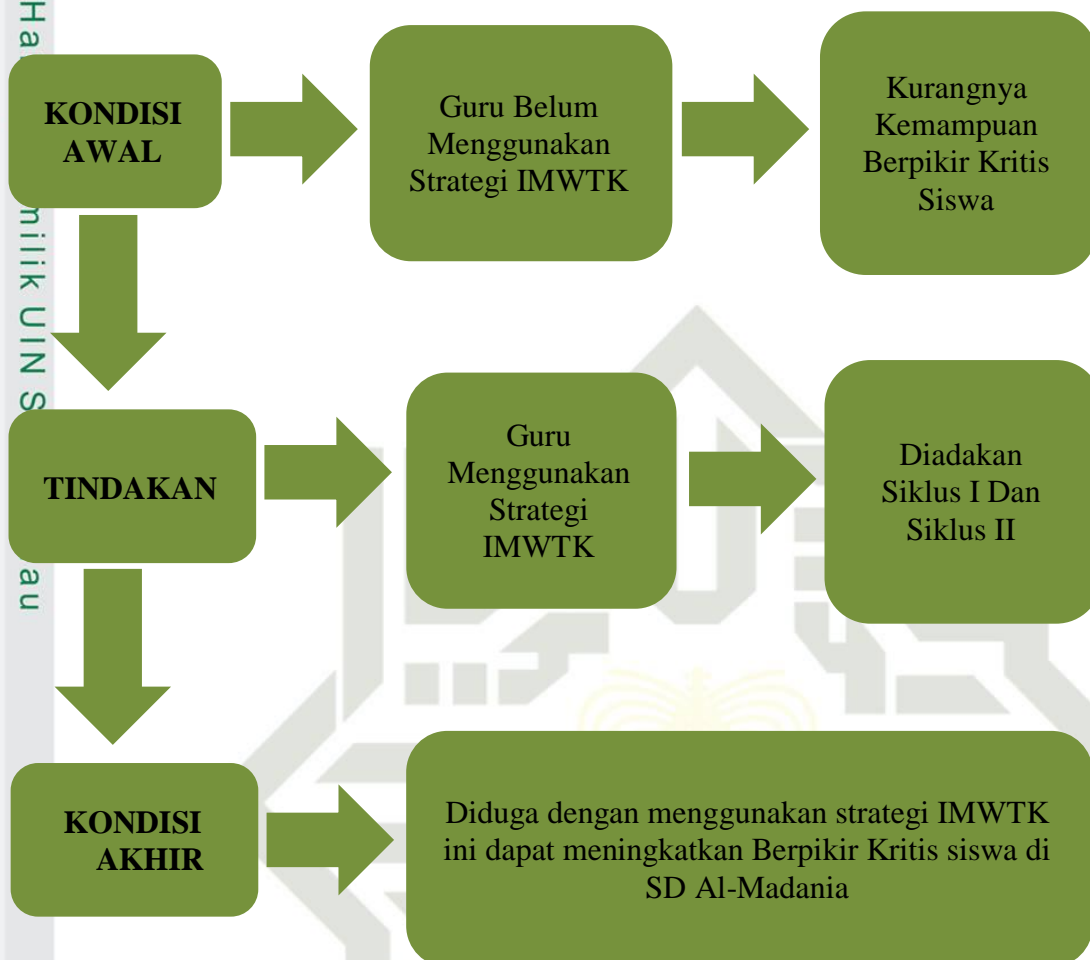 KONDISI
AWAL
Guru Belum
Menggunakan
Strategi IMWTK
Kurangnya
Kemampuan
Berpikir Kritis
Siswa
TINDAKAN
Guru
Menggunakan
Strategi
IMWTK
Diadakan
Siklus I Dan
Siklus II
KONDISI
AKHIR
Diduga dengan menggunakan strategi IMWTK
ini dapat meningkatkan Berpikir Kritis siswa di
SD Al-Madania
milik UIN